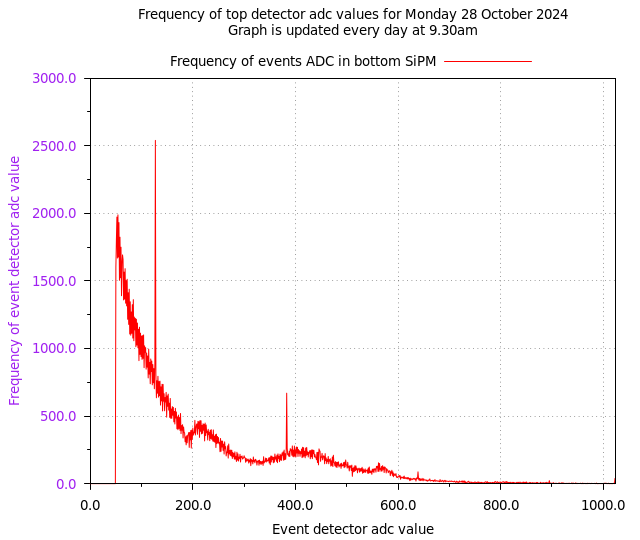 Frequency of top detector adc values for Monday 28 October 2024
Graph is updated every day at 9.30am
Frequency of events ADC in bottom SiPM
3000.0
2500.0
2000.0
1500.0
1000.0
500.0
0.0
Frequency of event detector adc value
0.0 200.0 400.0 600.0 800.0 1000.0
Event detector adc value